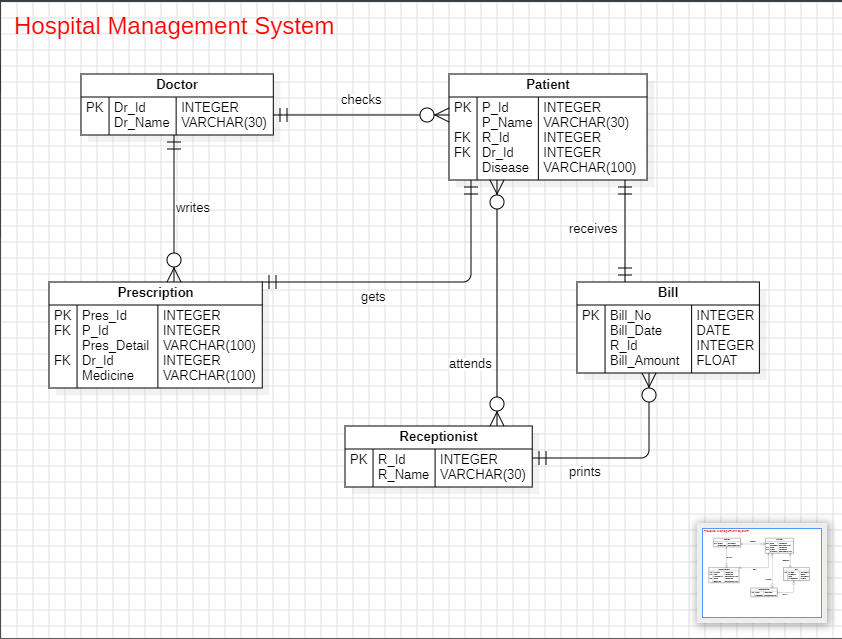 Hospital Management System
Doctor
PK Dr_Id INTEGER
Dr_Name VARCHAR(30)
checks
Patient
PK P_Id INTEGER
P_Name VARCHAR(30)
FK R_Id INTEGER
FK Dr_Id INTEGER
Disease VARCHAR(100)
writes
receives
Prescription
PK Pres_Id INTEGER
FK P_Id INTEGER
Pres_Detail VARCHAR(100)
FK Dr_Id INTEGER
Medicine VARCHAR(100)
gets
Bill
PK Bill_No INTEGER
Bill_Date DATE
R_Id INTEGER
Bill_Amount FLOAT
attends
Receptionist
PK R_Id INTEGER
R_Name VARCHAR(30)
prints